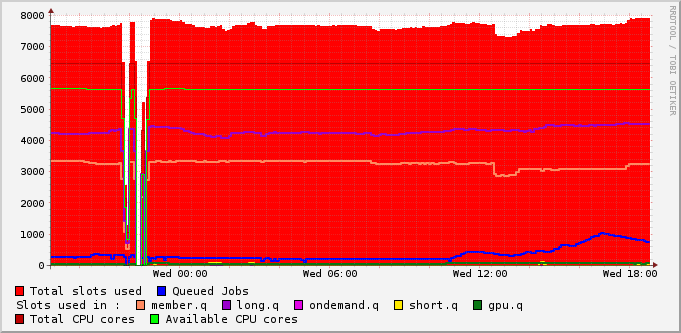 8000
7000
6000
5000
4000
3000
2000
1000
0
Wed 00:00 Wed 06:00 Wed 12:00 Wed 18:00
Total slots used Queued Jobs
Slots used in : member.q long.q ondemand.q short.q gpu.q
Total CPU cores Available CPU cores
RRDTOOL / TOBI OETIKER